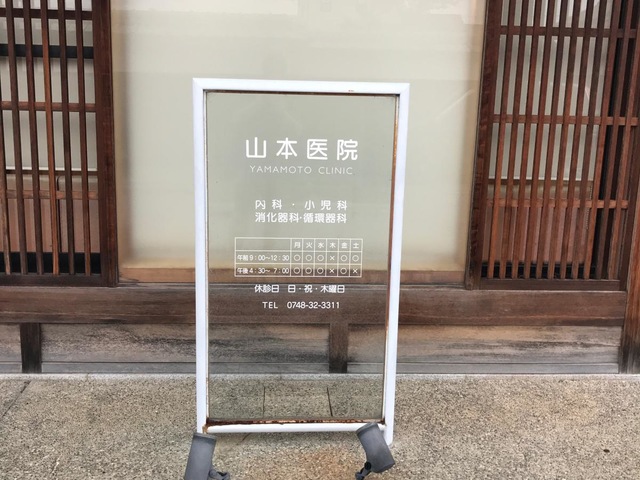 山本医院
YAMAMOTO CLINIC
内科・小児科
消化器科・循環器科
月 火 水 木 金 土
午前 9:00〜12:30 ○ ○ ○ × ○ ○
午後 4:30〜 7:00 ○ ○ ○ × ○ ×
休診日 日・祝・木曜日
TEL 0748-32-3311